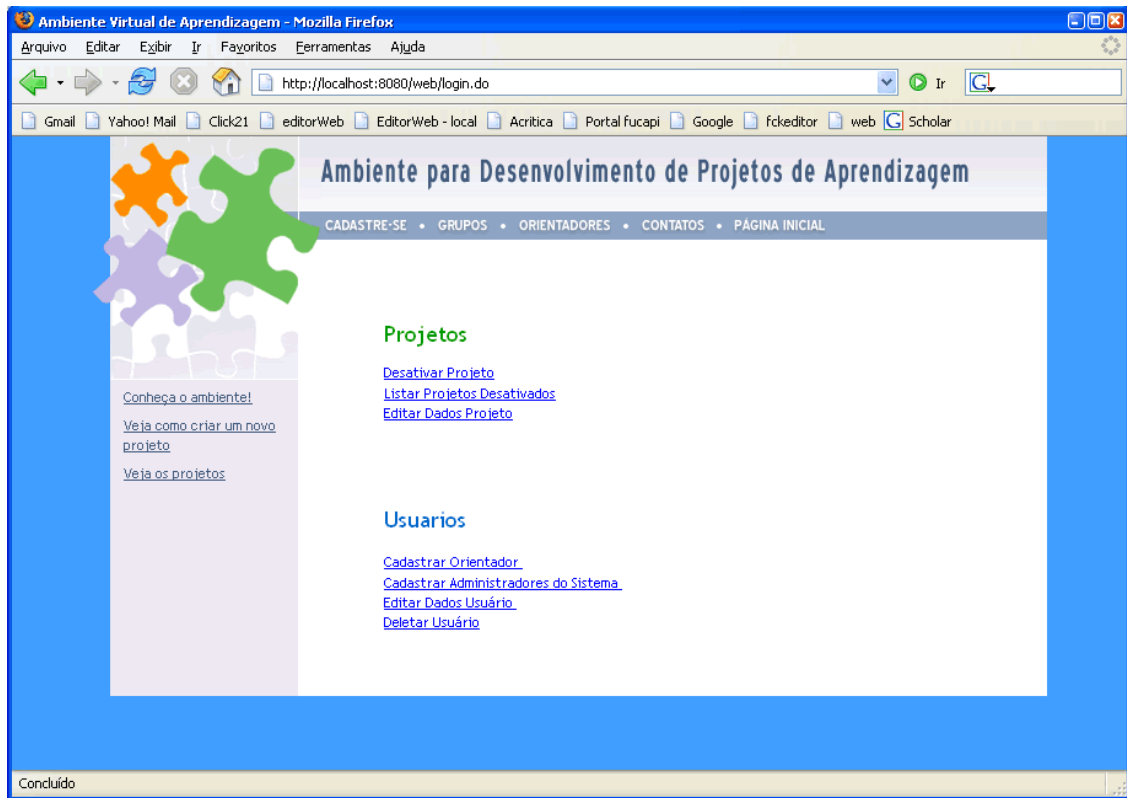 Ambiente Virtual de Aprendizagem - Mozilla Firefox
Arquivo Editar Exibir Ir Favoritos Ferramentas Ajuda
http://localhost:8080/web/login.do Ir G
Gmail Yahoo! Mail Click21 editorWeb EditorWeb - local Acritica Portal fucapi Google fckeditor web G Scholar
Ambiente para Desenvolvimento de Projetos de Aprendizagem
CADASTRE-SE • GRUPOS • ORIENTADORES • CONTATOS • PÁGINA INICIAL
Conheça o ambiente!
Veja como criar um novo
projeto
Veja os projetos
Projetos
Desativar Projeto
Listar Projetos Desativados
Editar Dados Projeto
Usuarios
Cadastrar Orientador
Cadastrar Administradores do Sistema
Editar Dados Usuário
Deletar Usuário
Concluído